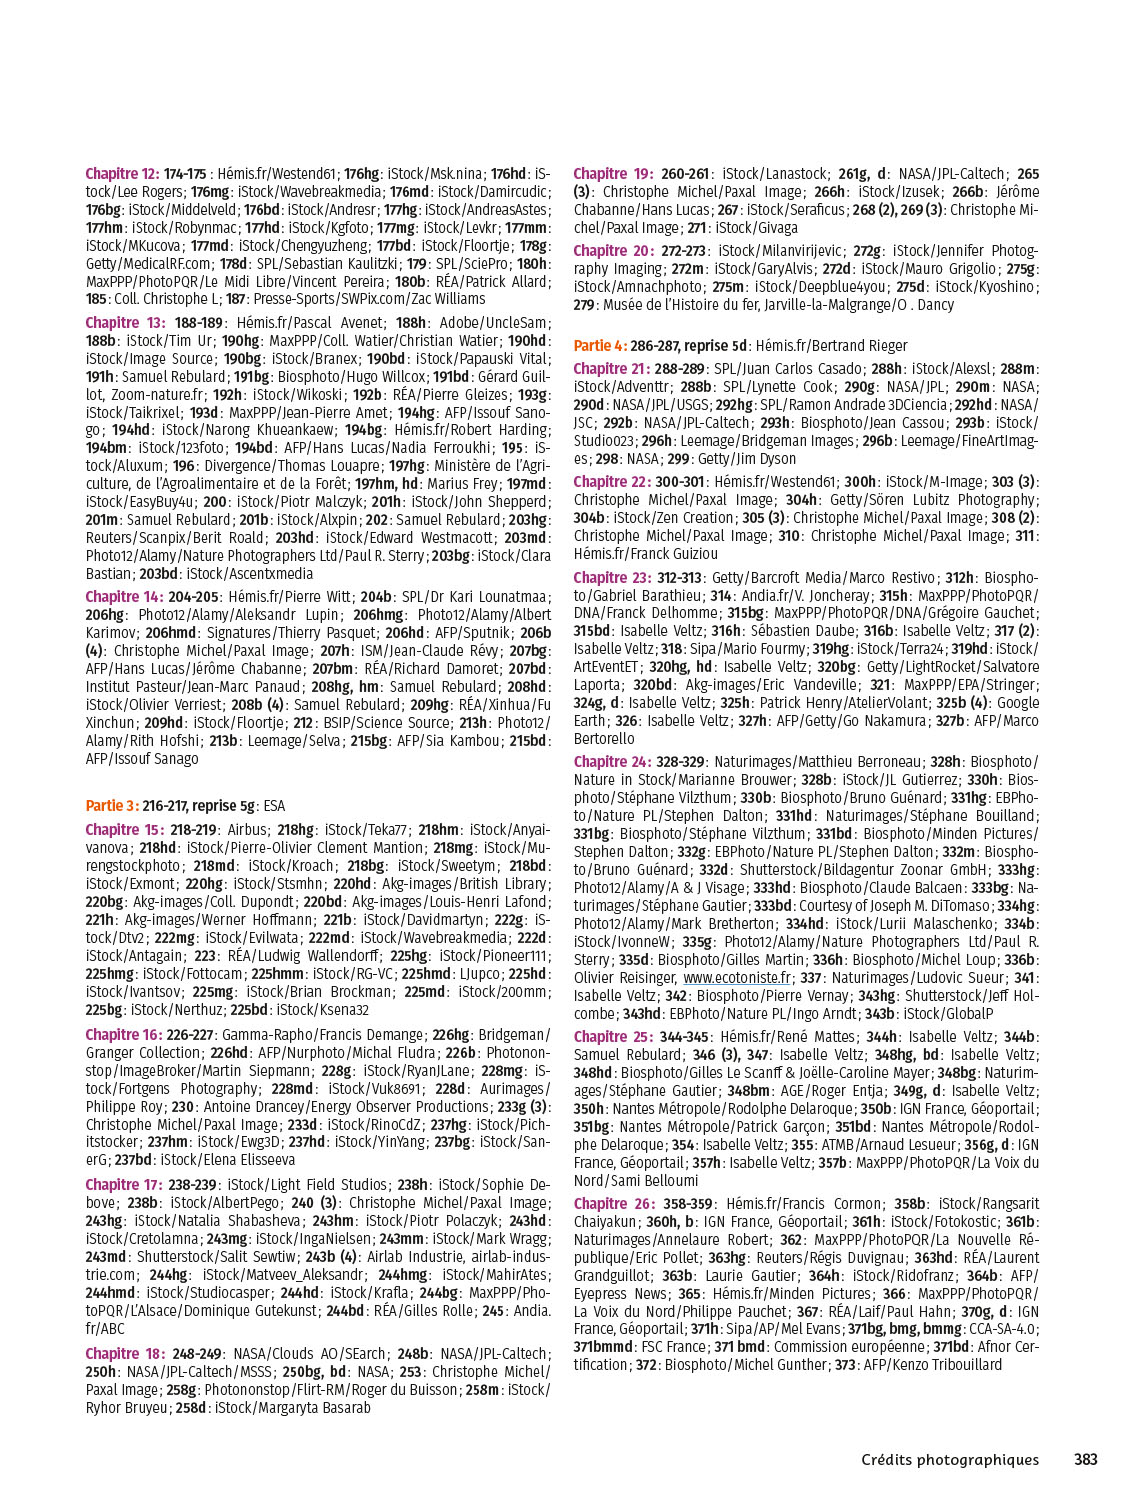 Chapitre 12 : 174-175 : Hémis.fr/Westend61 ; 176hg : iStock/Msk.nina ; 176hd : iS-
tock/Lee Rogers ; 176mg : iStock/Wavebreakmedia ; 176md : iStock/Damircudic ;
176bg : iStock/Middelveld ; 176bd : iStock/Andresr ; 177hg : iStock/AndreasAstes ;
177hm : iStock/Robynmac ; 177hd : iStock/Kgfoto ; 177mg : iStock/Levkr ; 177mm :
iStock/MKucova ; 177md : iStock/Chengyuzheng ; 177bd : iStock/Floortje ; 178g :
Getty/MedicalRF.com ; 178d : SPL/Sebastian Kaulitzki ; 179 : SPL/SciePro ; 180h :
MaxPPP/PhotoPQR/Le Midi Libre/Vincent Pereira ; 180b : RÉA/Patrick Allard ;
185 : Coll. Christophe L ; 187 : Presse-Sports/SWPix.com/Zac Williams
Chapitre 13 : 188-189 : Hémis.fr/Pascal Avenet ; 188h : Adobe/UncleSam ;
188b : iStock/Tim Ur ; 190hg : MaxPPP/Coll. Watier/Christian Watier ; 190hd :
iStock/Image Source ; 190bg : iStock/Branex ; 190bd : iStock/Papauski Vital ;
191h : Samuel Rebulard ; 191bg : Biosphoto/Hugo Willcox ; 191bd : Gérard Guil-
lot, Zoom-nature.fr ; 192h : iStock/Wikoski ; 192b : RÉA/Pierre Gleizes ; 193g :
iStock/Taikrixel ; 193d : MaxPPP/Jean-Pierre Amet ; 194hg : AFP/Issouf Sano-
go ; 194hd : iStock/Narong Khueankaew ; 194bg : Hémis.fr/Robert Harding ;
194bm : iStock/123foto ; 194bd : AFP/Hans Lucas/Nadia Ferroukhi ; 195 : iS-
tock/Aluxum ; 196 : Divergence/Thomas Louapre ; 197hg : Ministère de l'Agri-
culture, de l'Agroalimentaire et de la Forêt ; 197hm, hd : Marius Frey ; 197md :
iStock/EasyBuy4u ; 200 : iStock/Piotr Malczyk ; 201h : iStock/John Shepperd ;
201m : Samuel Rebulard ; 201b : iStock/Alxpin ; 202 : Samuel Rebulard ; 203hg :
Reuters/Scanpix/Berit Roald ; 203hd : iStock/Edward Westmacott ; 203md :
Photo12/Alamy/Nature Photographers Ltd/Paul R. Sterry ; 203bg : iStock/Clara
Bastian ; 203bd : iStock/Ascentxmedia
Chapitre 14 : 204-205 : Hémis.fr/Pierre Witt ; 204b : SPL/Dr Kari Lounatmaa ;
206hg : Photo12/Alamy/Aleksandr Lupin ; 206hmg : Photo12/Alamy/Albert
Karimov ; 206hmd : Signatures/Thierry Pasquet ; 206hd : AFP/Sputnik ; 206b
(4) : Christophe Michel/Paxal Image ; 207h : ISM/Jean-Claude Révy ; 207bg :
AFP/Hans Lucas/Jérôme Chabanne ; 207bm : RÉA/Richard Damoret ; 207bd :
Institut Pasteur/Jean-Marc Panaud ; 208hg, hm : Samuel Rebulard ; 208hd :
iStock/Olivier Verriest ; 208b (4) : Samuel Rebulard ; 209hg : RÉA/Xinhua/Fu
Xinchun ; 209hd : iStock/Floortje ; 212 : BSIP/Science Source ; 213h : Photo12/
Alamy/Rith Hofshi ; 213b : Leemage/Selva ; 215bg : AFP/Sia Kambou ; 215bd :
AFP/Issouf Sanago
Partie 3 : 216-217, reprise 5g : ESA
Chapitre 15 : 218-219 : Airbus ; 218hg : iStock/Teka77 ; 218hm : iStock/Anyai-
vanova ; 218hd : iStock/Pierre-Olivier Clement Mantion ; 218mg : iStock/Mu-
rengstockphoto ; 218md : iStock/Kroach ; 218bg : iStock/Sweetym ; 218bd :
iStock/Exmont ; 220hg : iStock/Stsmhn ; 220hd : Akg-images/British Library ;
220bg : Akg-images/Coll. Dupondt ; 220bd : Akg-images/Louis-Henri Lafond ;
221h : Akg-images/Werner Hoffmann ; 221b : iStock/Davidmartyn ; 222g : iS-
tock/Dtv2 ; 222mg : iStock/Evilwata ; 222md : iStock/Wavebreakmedia ; 222d :
iStock/Antagain ; 223 : RÉA/Ludwig Wallendorff ; 225hg : iStock/Pioneer111 ;
225hmg : iStock/Fottocam ; 225hmm : iStock/RG-VC ; 225hmd : LJupco ; 225hd :
iStock/Ivantsov ; 225mg : iStock/Brian Brockman ; 225md : iStock/200mm ;
225bg : iStock/Nerthuz ; 225bd : iStock/Ksena32
Chapitre 16 : 226-227 : Gamma-Rapho/Francis Demange ; 226hg : Bridgeman/
Granger Collection ; 226hd : AFP/Nurphoto/Michal Fludra ; 226b : Photonon-
stop/ImageBroker/Martin Siepmann ; 228g : iStock/RyanJLane ; 228mg : iS-
tock/Fortgens Photography ; 228md : iStock/Vuk8691 ; 228d : Aurimages/
Philippe Roy ; 230 : Antoine Drancey/Energy Observer Productions ; 233g (3) :
Christophe Michel/Paxal Image ; 233d : iStock/RinoCdZ ; 237hg : iStock/Pich-
itstocker ; 237hm : iStock/Ewg3D ; 237hd : iStock/YinYang ; 237bg : iStock/San-
erG ; 237bd : iStock/Elena Elisseeva
Chapitre 17 : 238-239 : iStock/Light Field Studios ; 238h : iStock/Sophie De-
bove ; 238b : iStock/AlbertPego ; 240 (3) : Christophe Michel/Paxal Image ;
243hg : iStock/Natalia Shabasheva ; 243hm : iStock/Piotr Polaczyk ; 243hd :
iStock/Cretolamna ; 243mg : iStock/IngaNielsen ; 243mm : iStock/Mark Wragg ;
243md : Shutterstock/Salit Sewtiw ; 243b (4) : Airlab Industrie, airlab-indus-
trie.com ; 244hg : iStock/Matveev_Aleksandr ; 244hmg : iStock/MahirAtes ;
244hmd : iStock/Studiocasper ; 244hd : iStock/Krafla ; 244bg : MaxPPP/Pho-
toPQR/L'Alsace/Dominique Gutekunst ; 244bd : RÉA/Gilles Rolle ; 245 : Andia.
fr/ABC
Chapitre 18 : 248-249 : NASA/Clouds AO/SEarch ; 248b : NASA/JPL-Caltech ;
250h : NASA/JPL-Caltech/MSSS ; 250bg, bd : NASA ; 253 : Christophe Michel/
Paxal Image ; 258g : Photononstop/Flirt-RM/Roger du Buisson ; 258m : iStock/
Ryhor Bruyeu ; 258d : iStock/Margaryta Basarab
Chapitre 19 : 260-261 : iStock/Lanastock ; 261g, d : NASA/JPL-Caltech ; 265
(3) : Christophe Michel/Paxal Image ; 266h : iStock/Izusek ; 266b : Jérôme
Chabanne/Hans Lucas ; 267 : iStock/Seraficus ; 268 (2), 269 (3) : Christophe Mi-
chel/Paxal Image ; 271 : iStock/Givaga
Chapitre 20 : 272-273 : iStock/Milanvirijevic ; 272g : iStock/Jennifer Photog-
raphy Imaging ; 272m : iStock/GaryAlvis ; 272d : iStock/Mauro Grigolio ; 275g :
iStock/Amnachphoto ; 275m : iStock/Deepblue4you ; 275d : iStock/Kyoshino ;
279 : Musée de l'Histoire du fer, Jarville-la-Malgrange/O . Dancy
Partie 4 : 286-287, reprise 5d : Hémis.fr/Bertrand Rieger
Chapitre 21 : 288-289 : SPL/Juan Carlos Casado ; 288h : iStock/Alexsl ; 288m :
iStock/Adventtr ; 288b : SPL/Lynette Cook ; 290g : NASA/JPL ; 290m : NASA ;
290d : NASA/JPL/USGS ; 292hg : SPL/Ramon Andrade 3DCiencia ; 292hd : NASA/
JSC ; 292b : NASA/JPL-Caltech ; 293h : Biosphoto/Jean Cassou ; 293b : iStock/
Studio023 ; 296h : Leemage/Bridgeman Images ; 296b : Leemage/FineArtImag-
es ; 298 : NASA ; 299 : Getty/Jim Dyson
Chapitre 22 : 300-301 : Hémis.fr/Westend61 ; 300h : iStock/M-Image ; 303 (3) :
Christophe Michel/Paxal Image ; 304h : Getty/Sören Lubitz Photography ;
304b : iStock/Zen Creation ; 305 (3) : Christophe Michel/Paxal Image ; 308 (2) :
Christophe Michel/Paxal Image ; 310 : Christophe Michel/Paxal Image ; 311 :
Hémis.fr/Franck Guiziou
Chapitre 23 : 312-313 : Getty/Barcroft Media/Marco Restivo ; 312h : Biospho-
to/Gabriel Barathieu ; 314 : Andia.fr/V. Joncheray ; 315h : MaxPPP/PhotoPQR/
DNA/Franck Delhomme ; 315bg : MaxPPP/PhotoPQR/DNA/Grégoire Gauchet ;
315bd : Isabelle Veltz ; 316h : Sébastien Daube ; 316b : Isabelle Veltz ; 317 (2) :
Isabelle Veltz ; 318 : Sipa/Mario Fourmy ; 319hg : iStock/Terra24 ; 319hd : iStock/
ArtEventET ; 320hg, hd : Isabelle Veltz ; 320bg : Getty/LightRocket/Salvatore
Laporta ; 320bd : Akg-images/Eric Vandeville ; 321 : MaxPPP/EPA/Stringer ;
324g, d : Isabelle Veltz ; 325h : Patrick Henry/AtelierVolant ; 325b (4) : Google
Earth ; 326 : Isabelle Veltz ; 327h : AFP/Getty/Go Nakamura ; 327b : AFP/Marco
Bertorello
Chapitre 24 : 328-329 : Naturimages/Matthieu Berroneau ; 328h : Biosphoto/
Nature in Stock/Marianne Brouwer ; 328b : iStock/JL Gutierrez ; 330h : Bios-
photo/Stéphane Vilzthum ; 330b : Biosphoto/Bruno Guénard ; 331hg : EBPho-
to/Nature PL/Stephen Dalton ; 331hd : Naturimages/Stéphane Bouilland ;
331bg : Biosphoto/Stéphane Vilzthum ; 331bd : Biosphoto/Minden Pictures/
Stephen Dalton ; 332g : EBPhoto/Nature PL/Stephen Dalton ; 332m : Biospho-
to/Bruno Guénard ; 332d : Shutterstock/Bildagentur Zoonar GmbH ; 333hg :
Photo12/Alamy/A & J Visage ; 333hd : Biosphoto/Claude Balcaen : 333bg : Na-
turimages/Stéphane Gautier ; 333bd : Courtesy of Joseph M. DiTomaso ; 334hg :
Photo12/Alamy/Mark Bretherton ; 334hd : iStock/Lurii Malaschenko ; 334b :
iStock/IvonneW ; 335g : Photo12/Alamy/Nature Photographers Ltd/Paul R.
Sterry ; 335d : Biosphoto/Gilles Martin ; 336h : Biosphoto/Michel Loup ; 336b :
Olivier Reisinger, www.ecotoniste.fr ; 337 : Naturimages/Ludovic Sueur ; 341 :
Isabelle Veltz ; 342 : Biosphoto/Pierre Vernay ; 343hg : Shutterstock/Jeff Hol-
combe ; 343hd : EBPhoto/Nature PL/Ingo Arndt ; 343b : iStock/GlobalP
Chapitre 25 : 344-345 : Hémis.fr/René Mattes ; 344h : Isabelle Veltz ; 344b :
Samuel Rebulard ; 346 (3), 347 : Isabelle Veltz ; 348hg, bd : Isabelle Veltz ;
348hd : Biosphoto/Gilles Le Scanff & Joëlle-Caroline Mayer ; 348bg : Naturim-
ages/Stéphane Gautier ; 348bm : AGE/Roger Entja ; 349g, d : Isabelle Veltz ;
350h : Nantes Métropole/Rodolphe Delaroque ; 350b : IGN France, Géoportail ;
351bg : Nantes Métropole/Patrick Garçon ; 351bd : Nantes Métropole/Rodol-
phe Delaroque ; 354 : Isabelle Veltz ; 355 : ATMB/Arnaud Lesueur ; 356g, d : IGN
France, Géoportail ; 357h : Isabelle Veltz ; 357b : MaxPPP/PhotoPQR/La Voix du
Nord/Sami Belloumi
Chapitre 26 : 358-359 : Hémis.fr/Francis Cormon ; 358b : iStock/Rangsarit
Chaiyakun ; 360h, b : IGN France, Géoportail ; 361h : iStock/Fotokostic ; 361b :
Naturimages/Annelaure Robert ; 362 : MaxPPP/PhotoPQR/La Nouvelle Ré-
publique/Eric Pollet ; 363hg : Reuters/Régis Duvignau ; 363hd : RÉA/Laurent
Grandguillot ; 363b : Laurie Gautier ; 364h : iStock/Ridofranz ; 364b : AFP/
Eyepress News ; 365 : Hémis.fr/Minden Pictures ; 366 : MaxPPP/PhotoPQR/
La Voix du Nord/Philippe Pauchet ; 367 : RÉA/Laif/Paul Hahn ; 370g, d : IGN
France, Géoportail ; 371h : Sipa/AP/Mel Evans ; 371bg, bmg, bmmg : CCA-SA-4.0 ;
371bmmd : FSC France ; 371 bmd : Commission européenne ; 371bd : Afnor Cer-
tification ; 372 : Biosphoto/Michel Gunther ; 373 : AFP/Kenzo Tribouillard
Crédits photographiques 383